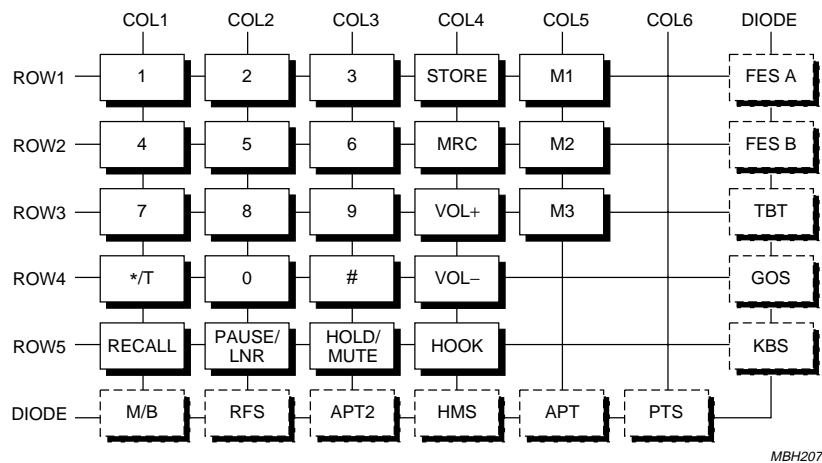 COL1 COL2 COL3 COL4 COL5 COL6 DIODE
ROW1 1 2 3 STORE M1 FES A
ROW2 4 5 6 MRC M2 FES B
ROW3 7 8 9 VOL+ M3 TBT
ROW4 */T 0 # VOL− GOS
ROW5 RECALL PAUSE/ LNR HOLD/ MUTE HOOK KBS
DIODE M/B RFS APT2 HMS APT PTS
MBH207